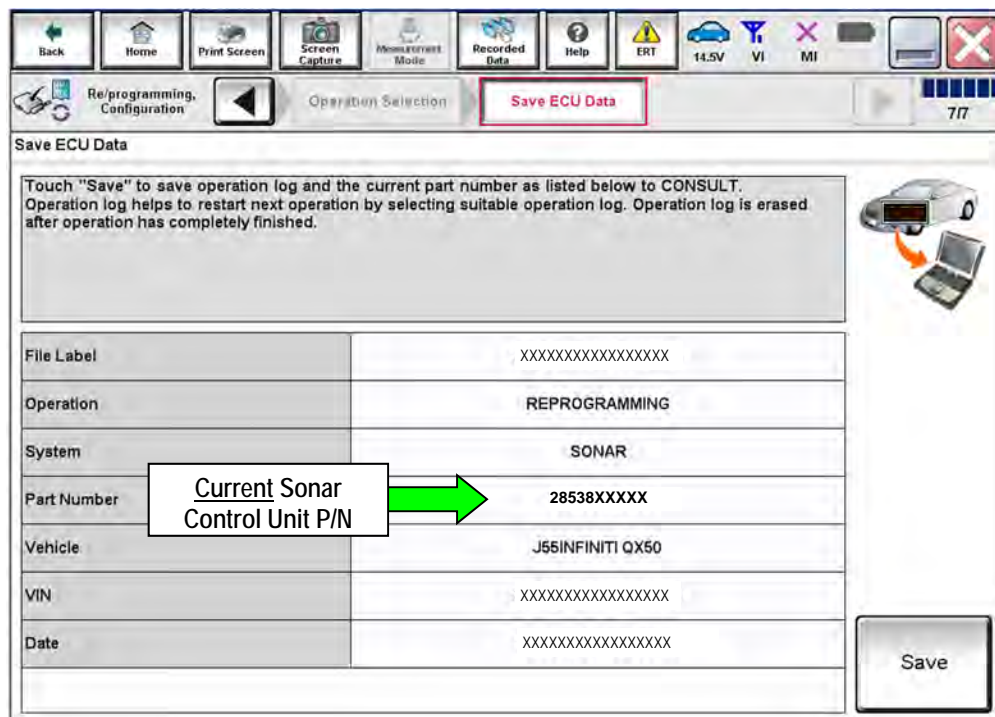 Back
Home
Print Screen
Screen
Capture
Measurement
Mode
Recorded
Data
Help
ERT
14.5V
VI
MI
Re/programming,
Configuration
Operation Selection
Save ECU Data
7/7
Save ECU Data
Touch "Save" to save operation log and the current part number as listed below to CONSULT.
Operation log helps to restart next operation by selecting suitable operation log. Operation log is erased
after operation has completely finished.
File Label
XXXXXXXXXXXXXXXXX
Operation
REPROGRAMMING
System
SONAR
Part Number
Current Sonar
Control Unit P/N
28538XXXXX
Vehicle
J55INFINITI QX50
VIN
XXXXXXXXXXXXXXXXX
Date
XXXXXXXXXXXXXXXXX
Save